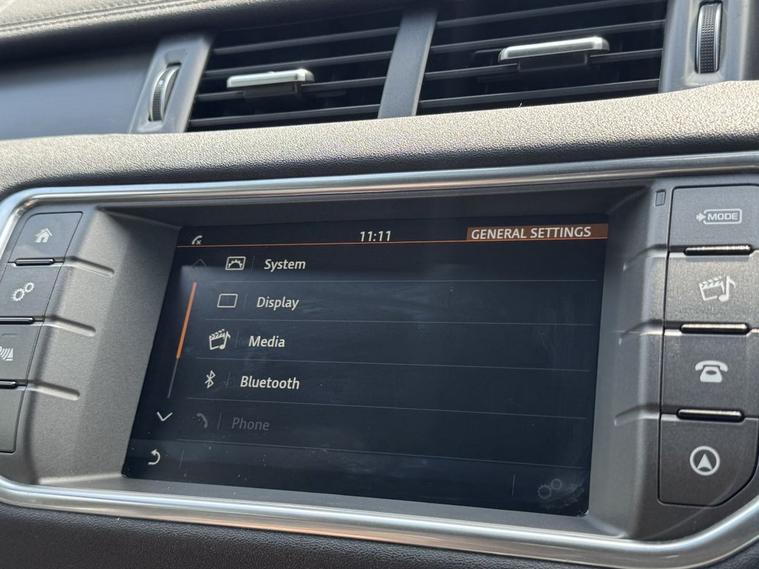 11:11
GENERAL SETTINGS
MODE
System
Display
Media
Bluetooth
Phone